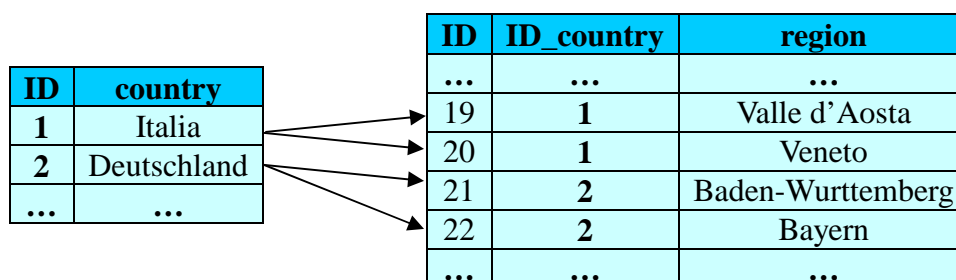 ID country
1 Italia
2 Deutschland
... ...
ID ID_country region
... ... ...
19 1 Valle d'Aosta
20 1 Veneto
21 2 Baden-Wurttemberg
22 2 Bayern
... ... ...